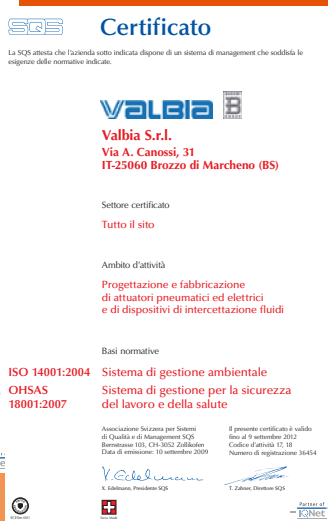 SQS Certificato
La SQS attesta che l'azienda sotto indicata dispone di un sistema di management che soddisfa le
esigenze delle normative indicate.
VALBIA B
Valbia S.r.l.
Via A. Canossi, 31
IT-25060 Brozzo di Marcheno (BS)
Settore certificato
Tutto il sito
Ambito d'attività
Progettazione e fabbricazione
di attuatori pneumatici ed elettrici
e di dispositivi di intercettazione fluidi
Basi normative
ISO 14001:2004 Sistema di gestione ambientale
OHSAS
18001:2007
Sistema di gestione per la sicurezza
del lavoro e della salute
Associazione Svizzera per Sistemi
di Qualità e di Management SQS
Bernstrasse 103, CH-3052 Zollikofen
Data di emissione: 10 settembre 2009
Il presente certificato è valido
fino al 9 settembre 2012
Codice d'attività 17, 18
Numero di registrazione 36454
X. Edelmann, Presidente SQS
T. Zahner, Direttore SQS
Swiss Made
Partner of
IQNet